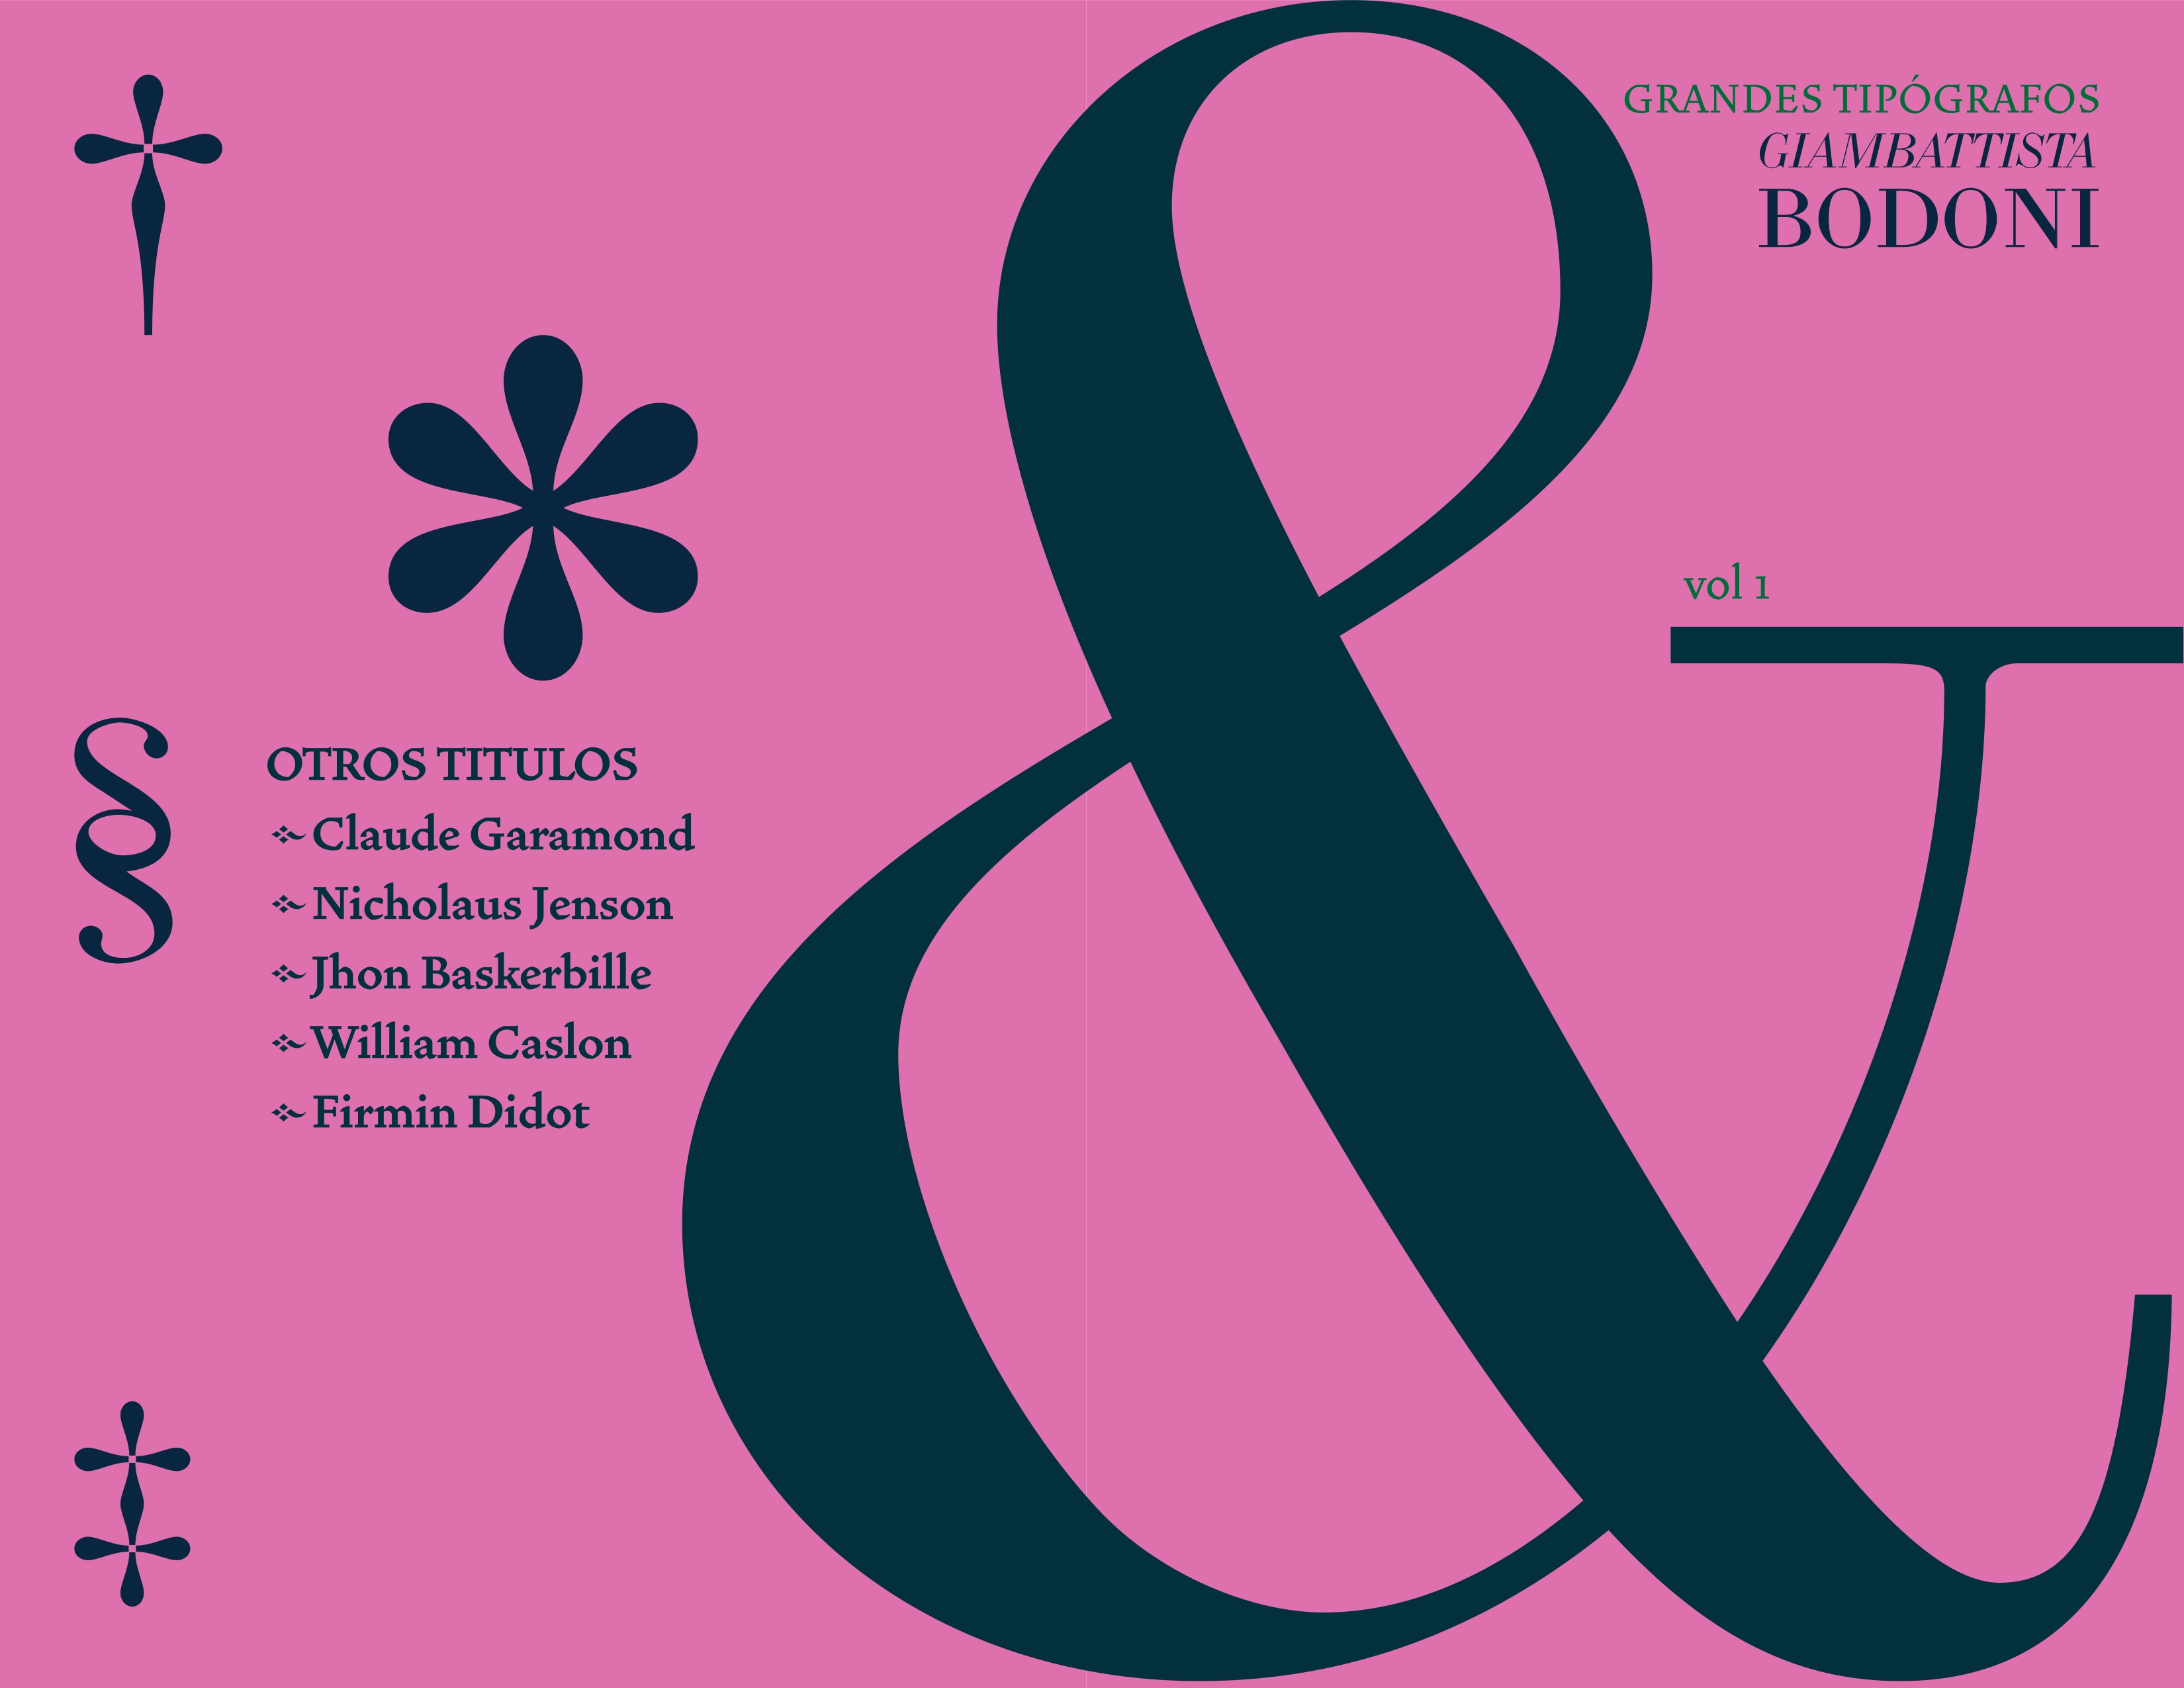 †
*
§
‡
OTROS TITULOS
Claude Garamond
Nicholaus Jenson
Jhon Baskerbille
William Caslon
Firmin Didot
&
GRANDES TIPÓGRAFOS
GIAMBATTISTA
BODONI
vol 1